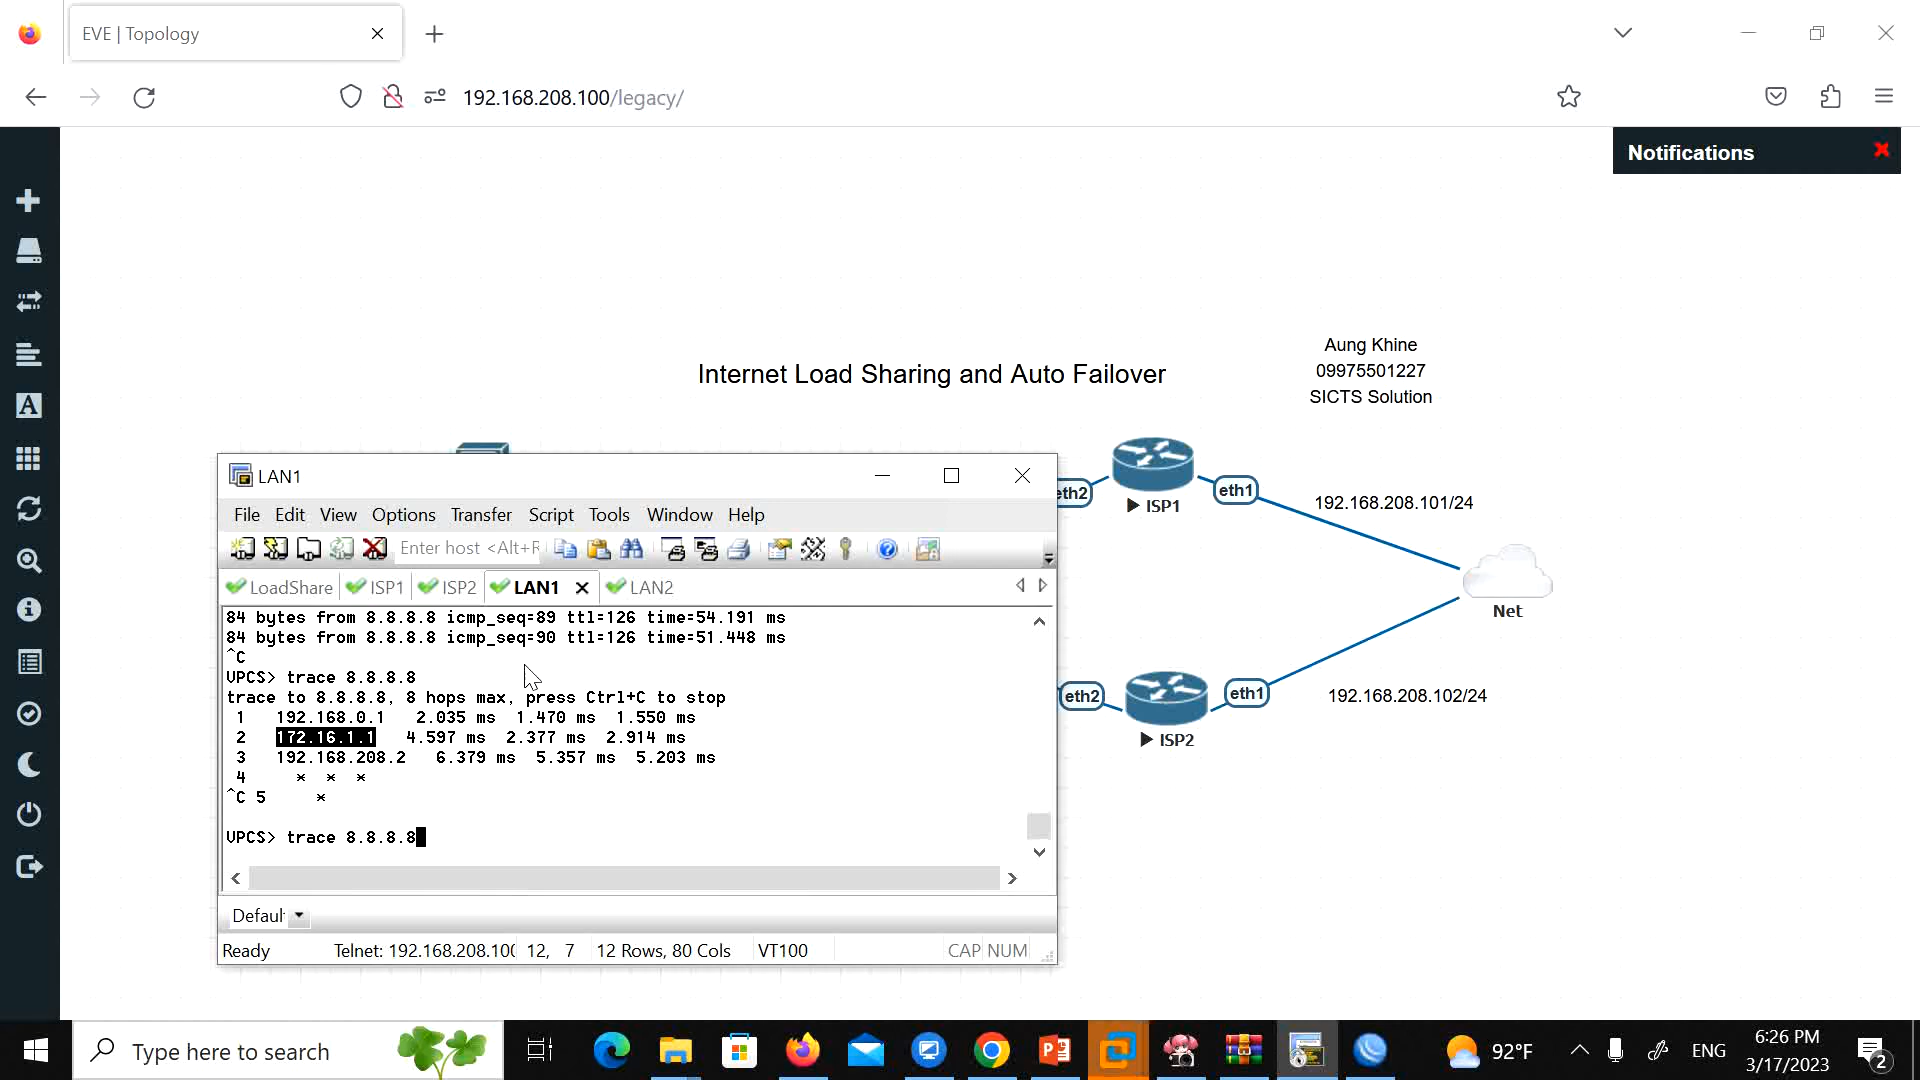 EVE | Topology
192.168.208.100/legacy/
Notifications
Internet Load Sharing and Auto Failover
Aung Khine
09975501227
SICTS Solution
LAN1
File Edit View Options Transfer Script Tools Window Help
Enter host <Alt+R
LoadShare ISP1 ISP2 LAN1 LAN2
84 bytes from 8.8.8.8 icmp_seq=89 ttl=126 time=54.191 ms
84 bytes from 8.8.8.8 icmp_seq=90 ttl=126 time=51.448 ms
^C
VPCS> trace 8.8.8.8
trace to 8.8.8.8, 8 hops max, press Ctrl+C to stop
1 192.168.0.1 2.035 ms 1.470 ms 1.550 ms
2 172.16.1.1 4.597 ms 2.377 ms 2.914 ms
3 192.168.208.2 6.379 ms 5.357 ms 5.203 ms
4 * * *
^C 5 *
VPCS> trace 8.8.8.8
Default
Ready Telnet: 192.168.208.100 12, 7 12 Rows, 80 Cols VT100 CAP NUM
eth2
ISP1
eth1
192.168.208.101/24
Net
eth2
ISP2
eth1
192.168.208.102/24
Type here to search
92°F
ENG
6:26 PM
3/17/2023
2